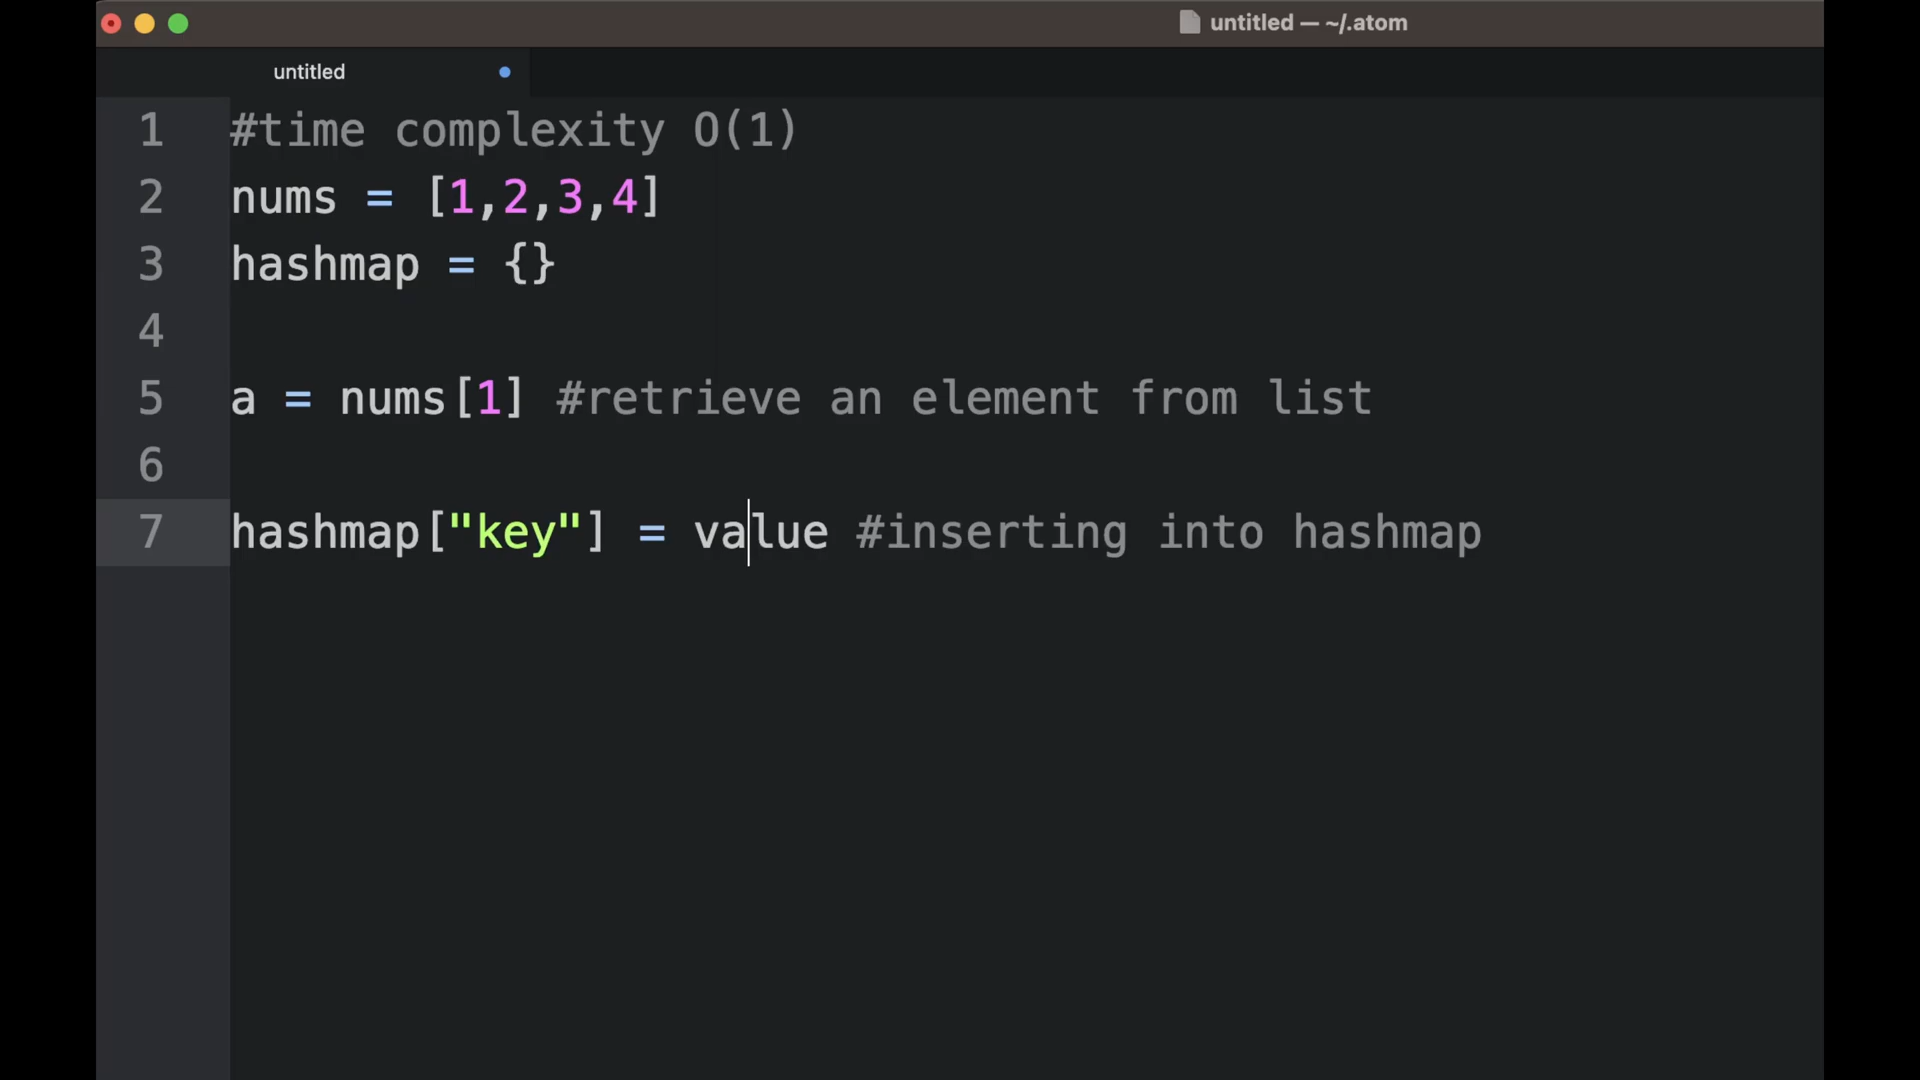 untitled — ~/.atom
untitled
1 #time complexity O(1)
2 nums = [1,2,3,4]
3 hashmap = {}
4
5 a = nums[1] #retrieve an element from list
6
7 hashmap["key"] = value #inserting into hashmap